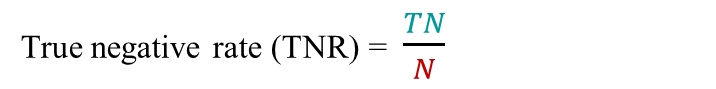 True negative rate (TNR) = TN/N